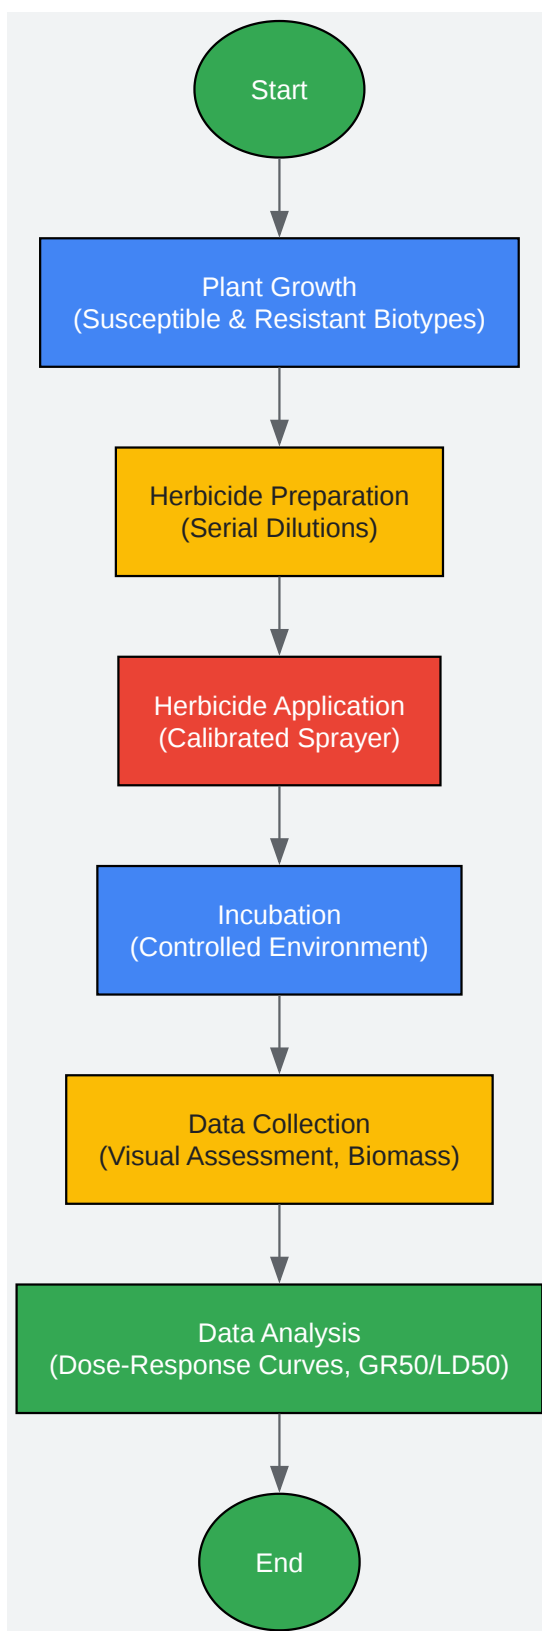 Start
Plant Growth
(Susceptible & Resistant Biotypes)
Herbicide Preparation
(Serial Dilutions)
Herbicide Application
(Calibrated Sprayer)
Incubation
(Controlled Environment)
Data Collection
(Visual Assessment, Biomass)
Data Analysis
(Dose-Response Curves, GR50/LD50)
End